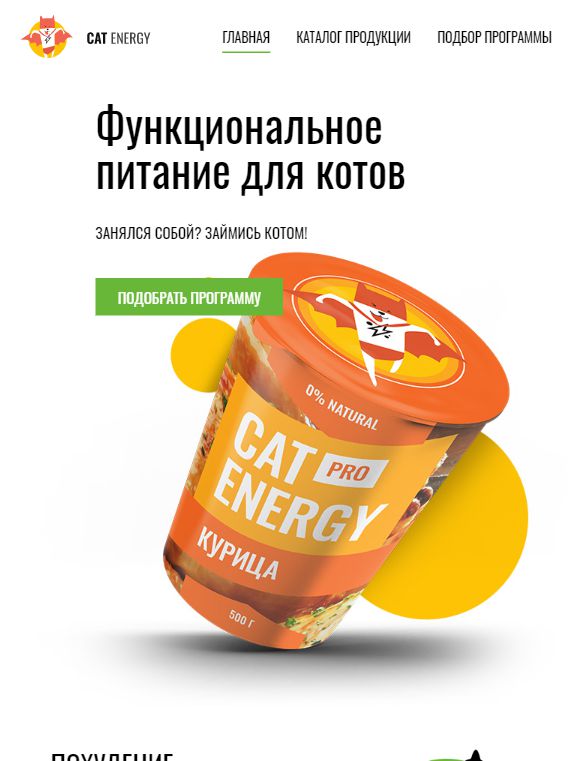 CAT ENERGY
ГЛАВНАЯ
КАТАЛОГ ПРОДУКЦИИ
ПОДБОР ПРОГРАММЫ
Функциональное
питание для котов
ЗАНЯЛСЯ СОБОЙ? ЗАЙМИСЬ КОТОМ!
ПОДОБРАТЬ ПРОГРАММУ
0% NATURAL
CAT PRO
ENERGY
КУРИЦА
500 Г
ПОХУДЕНИЕ